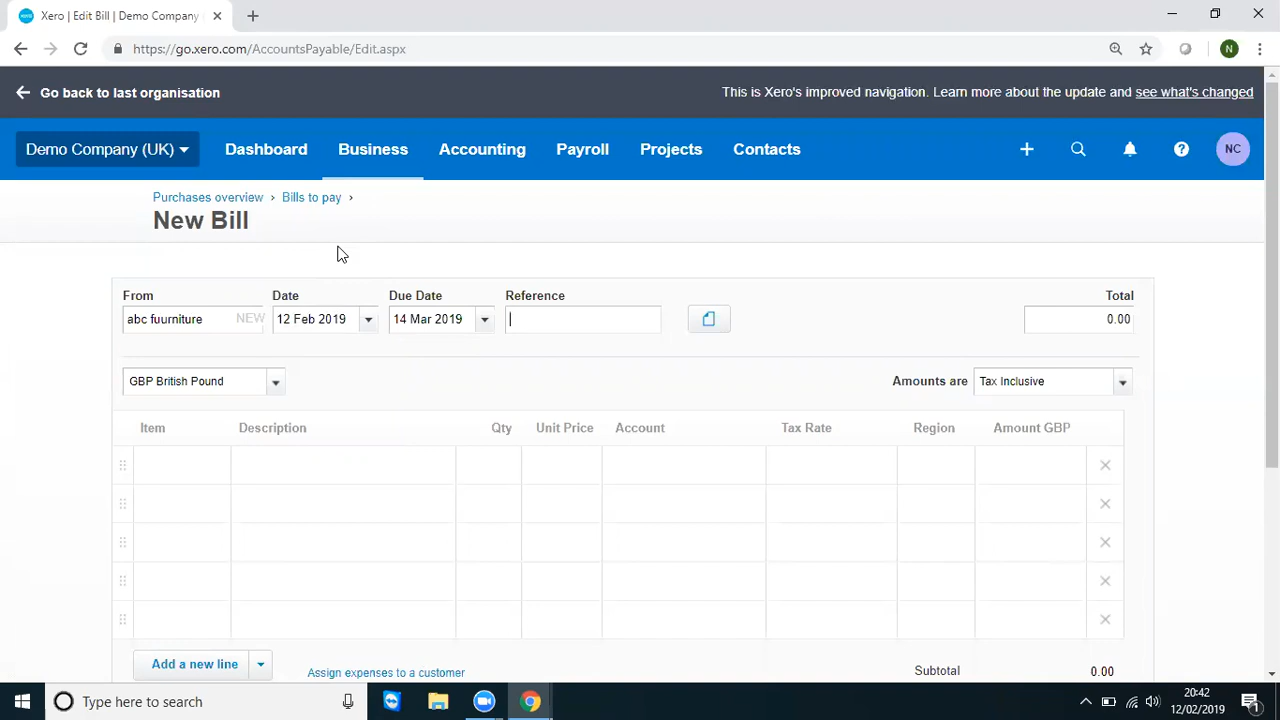 Xero | Edit Bill | Demo Company
https://go.xero.com/AccountsPayable/Edit.aspx
N
Go back to last organisation
This is Xero's improved navigation. Learn more about the update and see what's changed
Demo Company (UK)
Dashboard
Business
Accounting
Payroll
Projects
Contacts
NC
Purchases overview › Bills to pay ›
New Bill
From
Date
Due Date
Reference
Total
abc fuurniture
NEW
12 Feb 2019
14 Mar 2019
0.00
GBP British Pound
Amounts are
Tax Inclusive
Item
Description
Qty
Unit Price
Account
Tax Rate
Region
Amount GBP
Add a new line
Assign expenses to a customer
Subtotal
0.00
Type here to search
20:42
12/02/2019
1